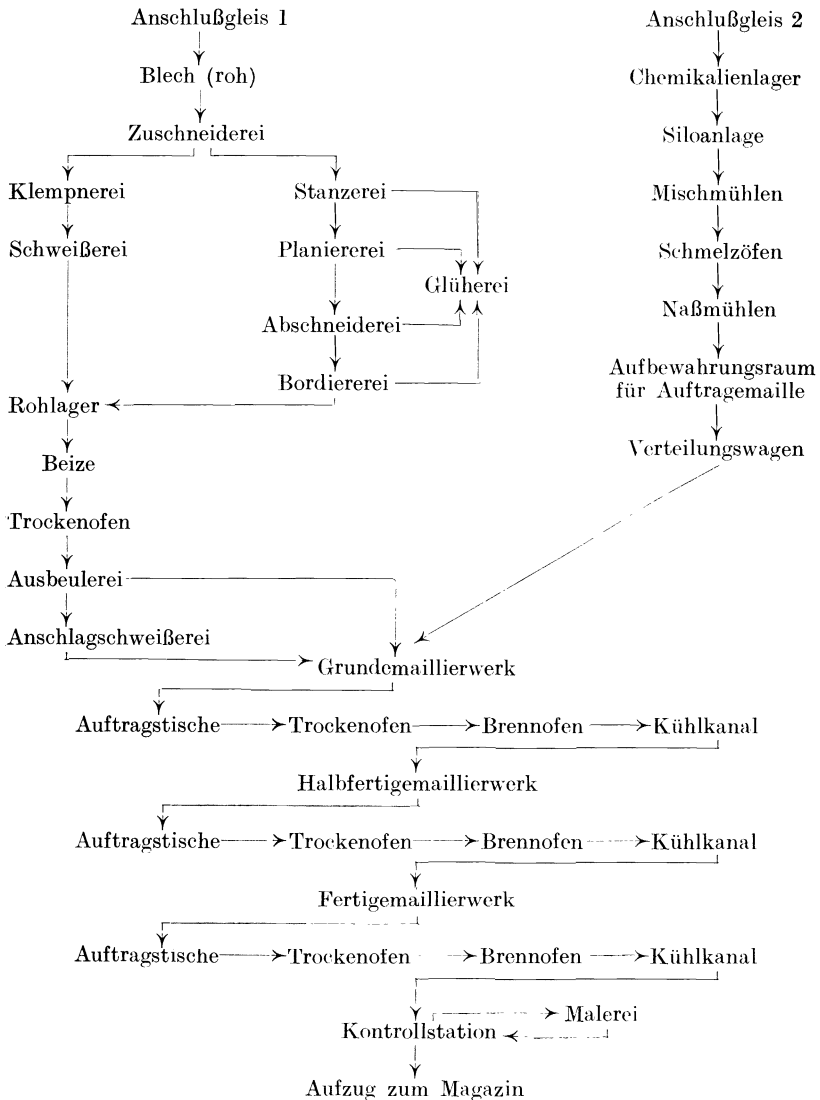 Anschlußgleis 1
Anschlußgleis 2
Blech (roh)
Chemikalienlager
Zuschneiderei
Siloanlage
Klempnerei
Stanzerei
Mischmühlen
Schweißerei
Planiererei
Schmelzöfen
Glüherei
Abschneiderei
Naßmühlen
Bordiererei
Aufbewahrungsraum
für Auftragemaille
Rohlager
Verteilungswagen
Beize
Trockenofen
Ausbeulerei
Anschlagschweißerei
Grundemaillierwerk
Auftragstische Trockenofen Brennofen Kühlkanal
Halbfertigemaillierwerk
Auftragstische Trockenofen Brennofen Kühlkanal
Fertigemaillierwerk
Auftragstische Trockenofen Brennofen Kühlkanal
Malerei
Kontrollstation
Aufzug zum Magazin